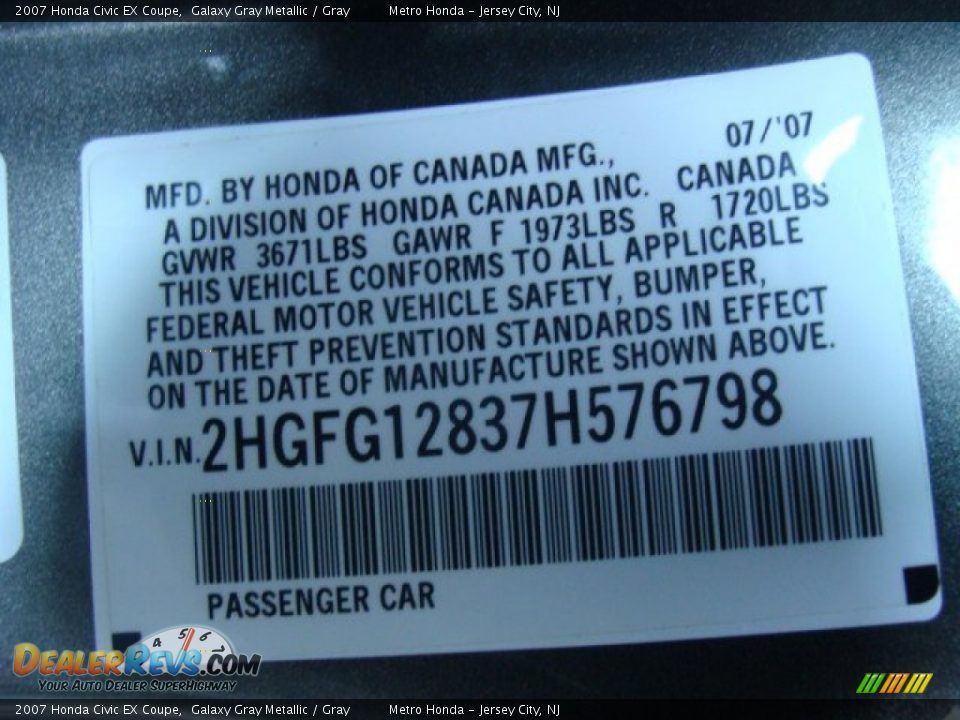 2007 Honda Civic EX Coupe, Galaxy Gray Metallic / Gray Metro Honda - Jersey City, NJ
07/'07
MFD. BY HONDA OF CANADA MFG.,
A DIVISION OF HONDA CANADA INC. CANADA
GVWR 3671LBS GAWR F 1973LBS R 1720LBS
THIS VEHICLE CONFORMS TO ALL APPLICABLE
FEDERAL MOTOR VEHICLE SAFETY, BUMPER,
AND THEFT PREVENTION STANDARDS IN EFFECT
ON THE DATE OF MANUFACTURE SHOWN ABOVE.
V.I.N. 2HGFG12837H576798
PASSENGER CAR
4 5 6
DEALERREVS.COM
YOUR AUTO DEALER SUPERHIGHWAY
2007 Honda Civic EX Coupe, Galaxy Gray Metallic / Gray Metro Honda - Jersey City, NJ